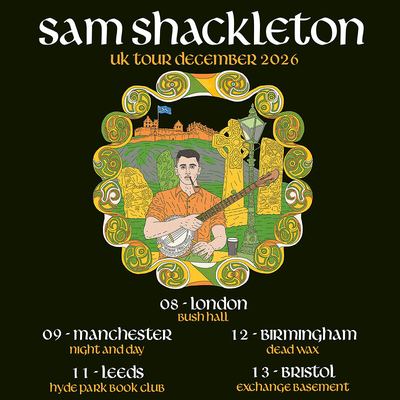 sam shackleton
uk tour december 2026
08 - London
Bush Hall
09 - Manchester
Night and Day
12 - Birmingham
Dead Wax
11 - Leeds
Hyde Park Book Club
13 - Bristol
Exchange Basement